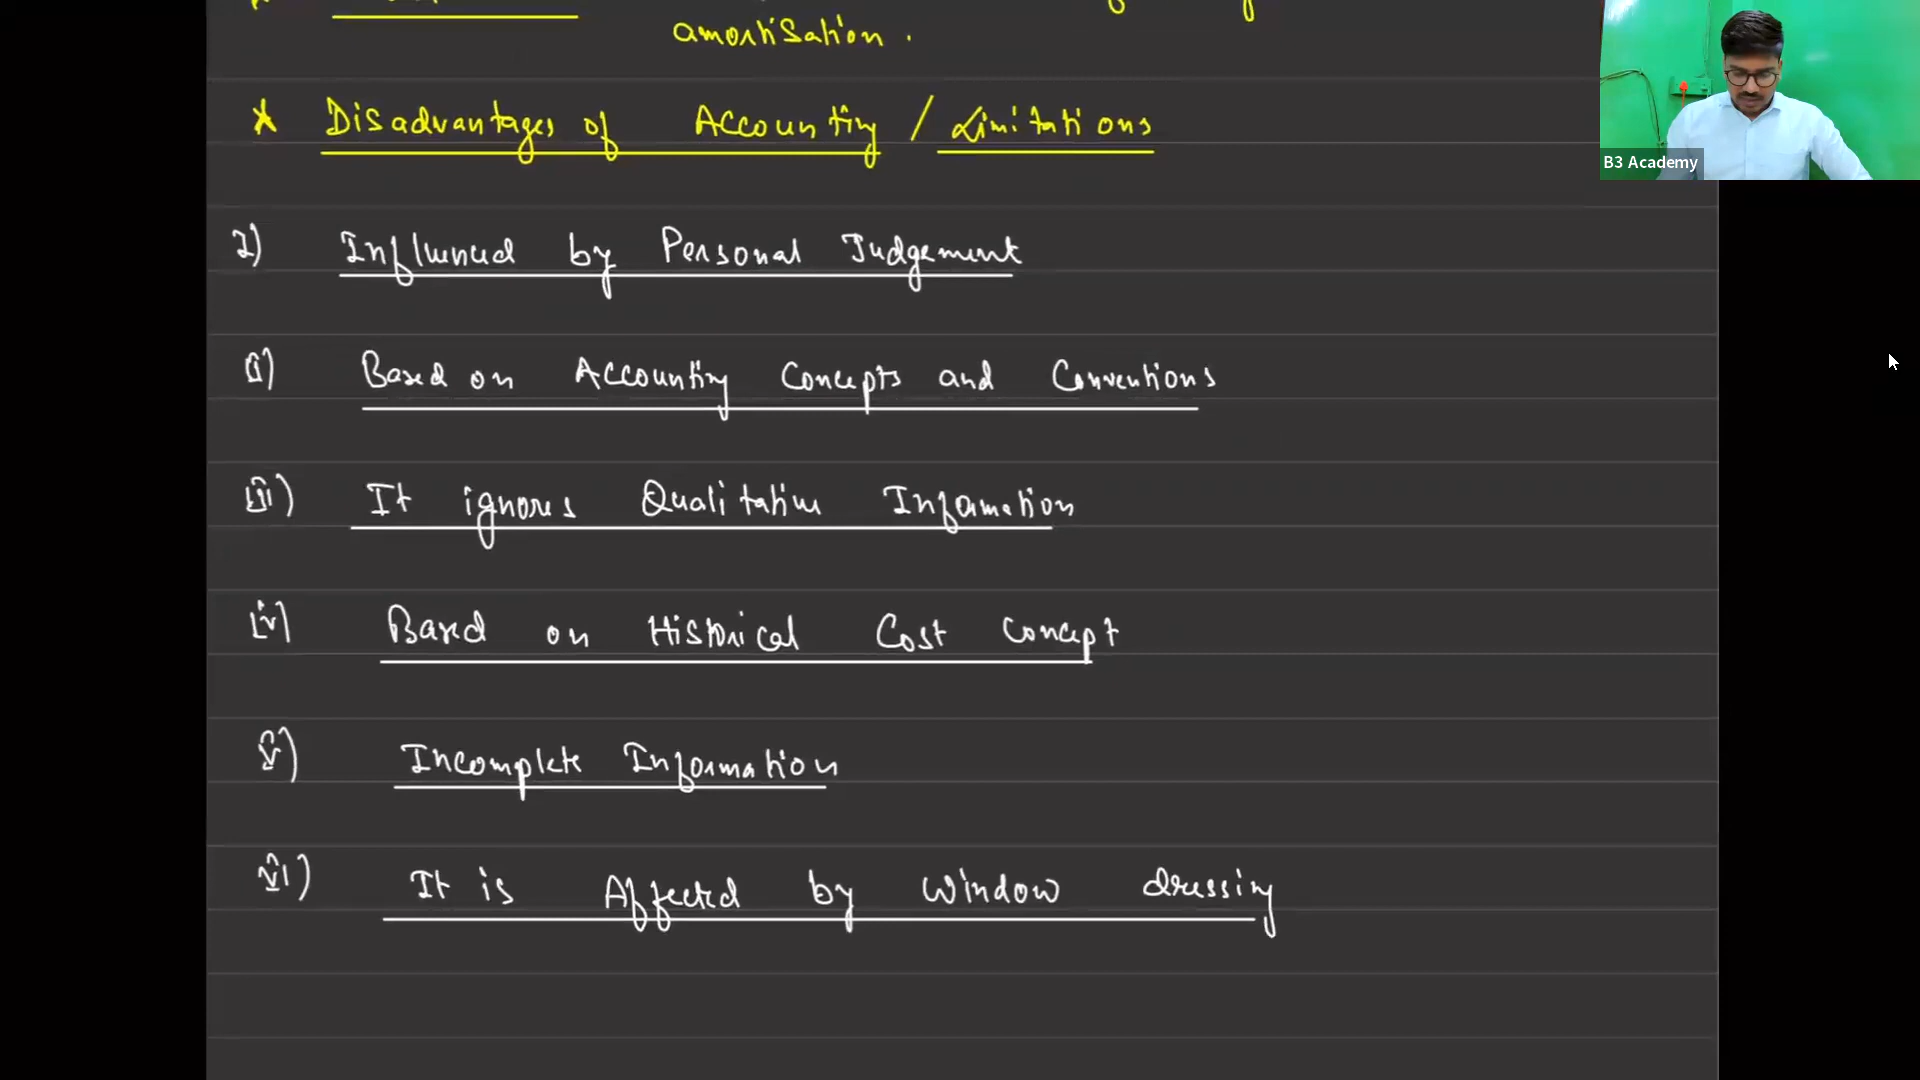 amortisation.
B3 Academy
* Disadvantages of Accounting / Limitations
I) Influenced by Personal Judgement
ii) Based on Accounting Concepts and Conventions
iii) It ignores Qualitative Information
iv) Based on Historical Cost Concept
v) Incomplete Information
vi) It is Affected by Window dressing